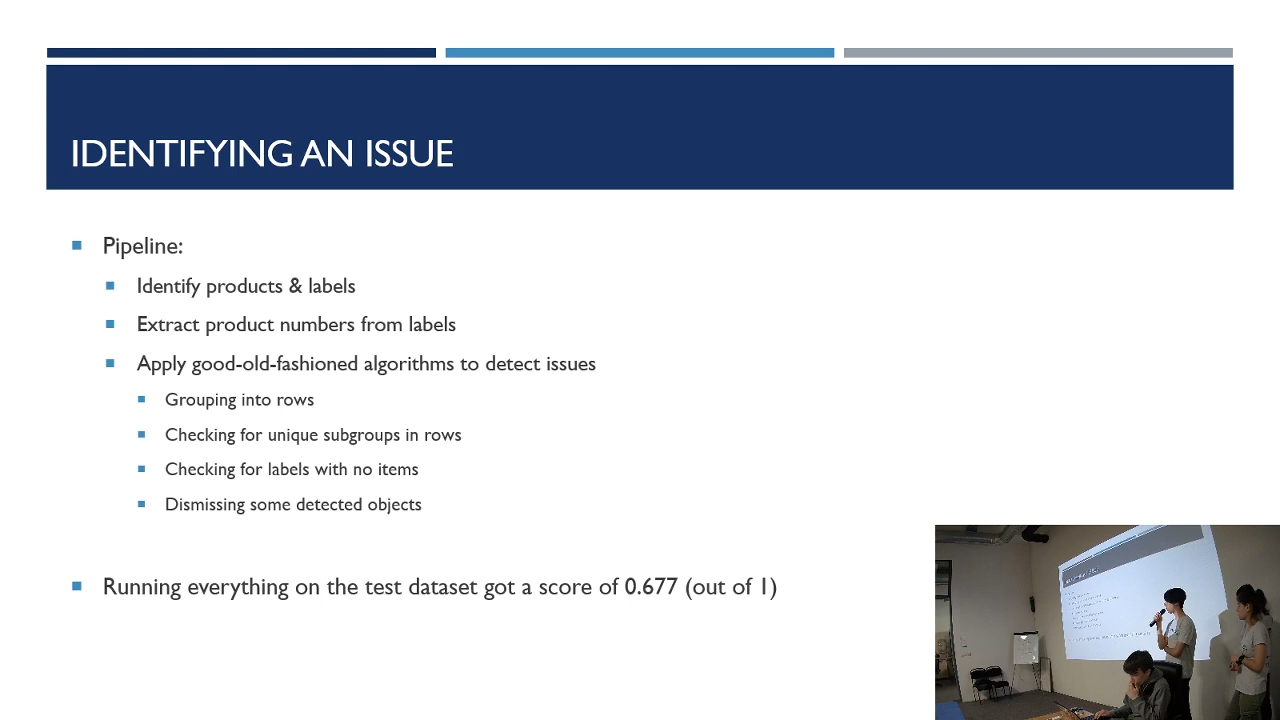 IDENTIFYING AN ISSUE
Pipeline:
Identify products & labels
Extract product numbers from labels
Apply good-old-fashioned algorithms to detect issues
Grouping into rows
Checking for unique subgroups in rows
Checking for labels with no items
Dismissing some detected objects
Running everything on the test dataset got a score of 0.677 (out of 1)